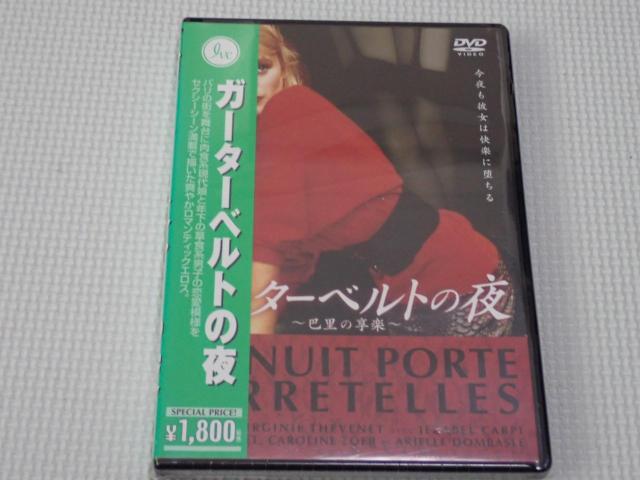 ivc
ガーターベルトの夜
パリの街を舞台に肉食系現代娘と年下の草食系男子の恋愛模様を
セクシーシーン満載で描いた爽やかロマンティックエロス。
SPECIAL PRICE!
¥1,800
DVD
VIDEO
今夜も彼女は快楽に堕ちる
ターベルトの夜
～巴里の享楽～
NUIT PORTE
RRETELLES
VIRGINIE THEVENET JEZABEL CARPI
CAROLINE LOEB ARIELLE DOMBASLE